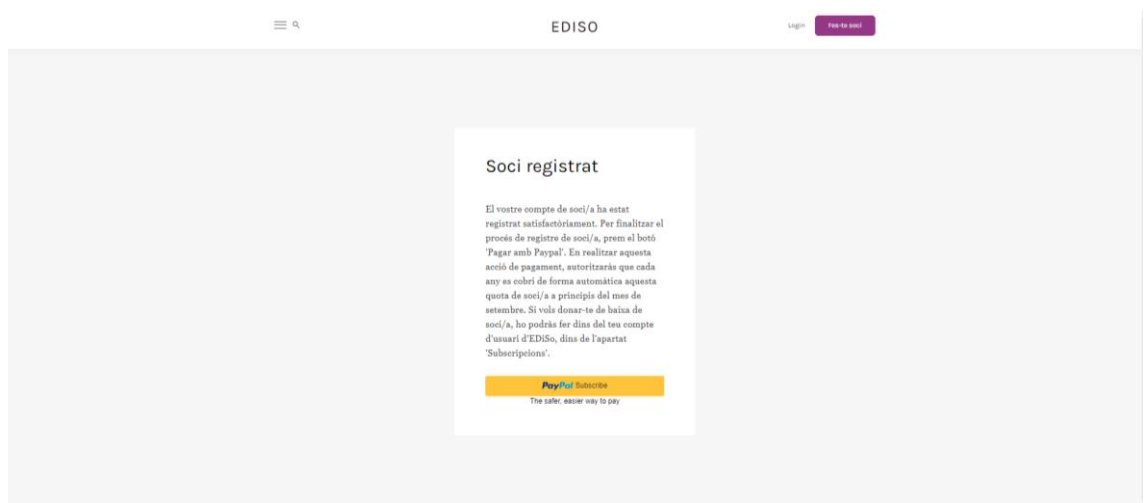 EDISO
Login
Fes-te soci
Soci registrat
El vostre compte de soci/a ha estat
registrat satisfactòriament. Per finalitzar el
procés de registre de soci/a, prem el botó
'Pagar amb Paypal'. En realitzar aquesta
acció de pagament, autoritzaràs que cada
any es cobri de forma automàtica aquesta
quota de soci/a a principis del mes de
setembre. Si vols donar-te de baixa de
soci/a, ho podràs fer dins del teu compte
d'usuari d'EDiSo, dins de l'apartat
'Subscripcions'.
PayPal Subscribe
The safer, easier way to pay